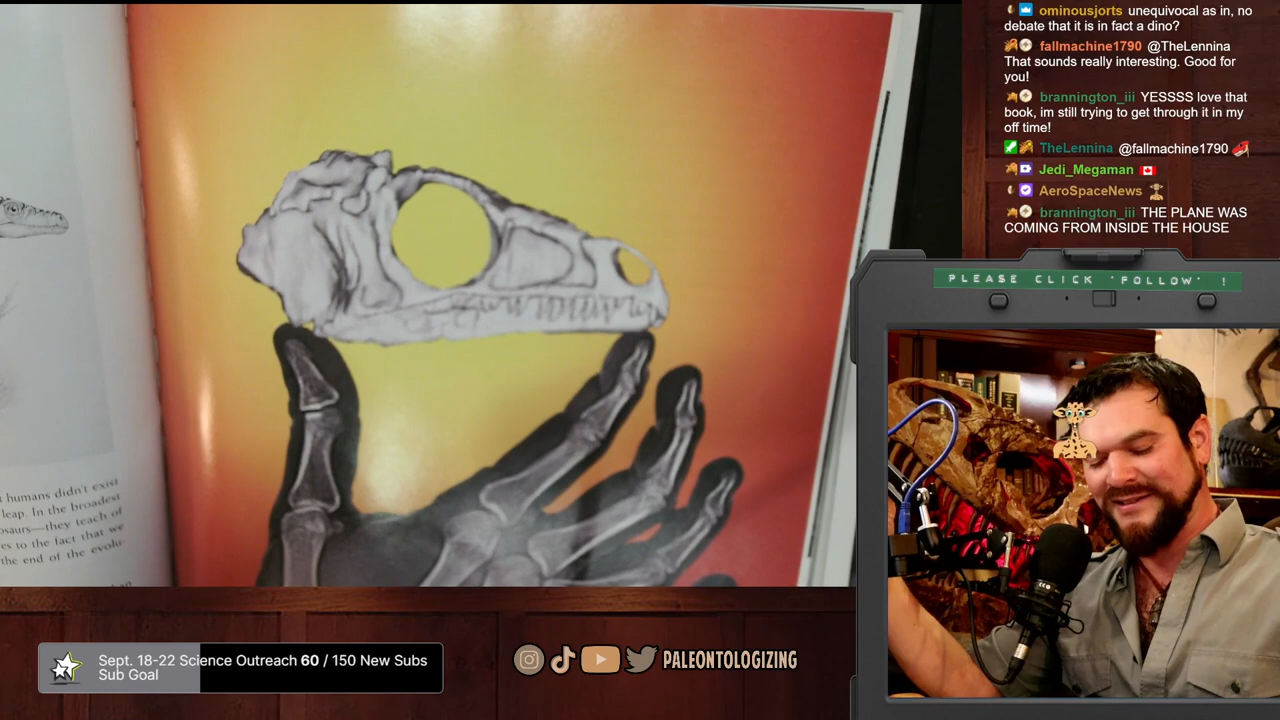 ominousjorts unequivocal as in, no
debate that it is in fact a dino?
fallmachine1790 @TheLennina
That sounds really interesting. Good for
you!
brannington_iii YESSSS love that
book, im still trying to get through it in my
off time!
TheLennina @fallmachine1790
Jedi_Megaman
AeroSpaceNews
brannington_iii THE PLANE WAS
COMING FROM INSIDE THE HOUSE
PLEASE CLICK "FOLLOW" !
humans didn't exist
leap. In the broadest
osaurs—they teach of
es to the fact that we
the end of the evolu-
Sept. 18-22 Science Outreach 60 / 150 New Subs
Sub Goal
PALEONTOLOGIZING